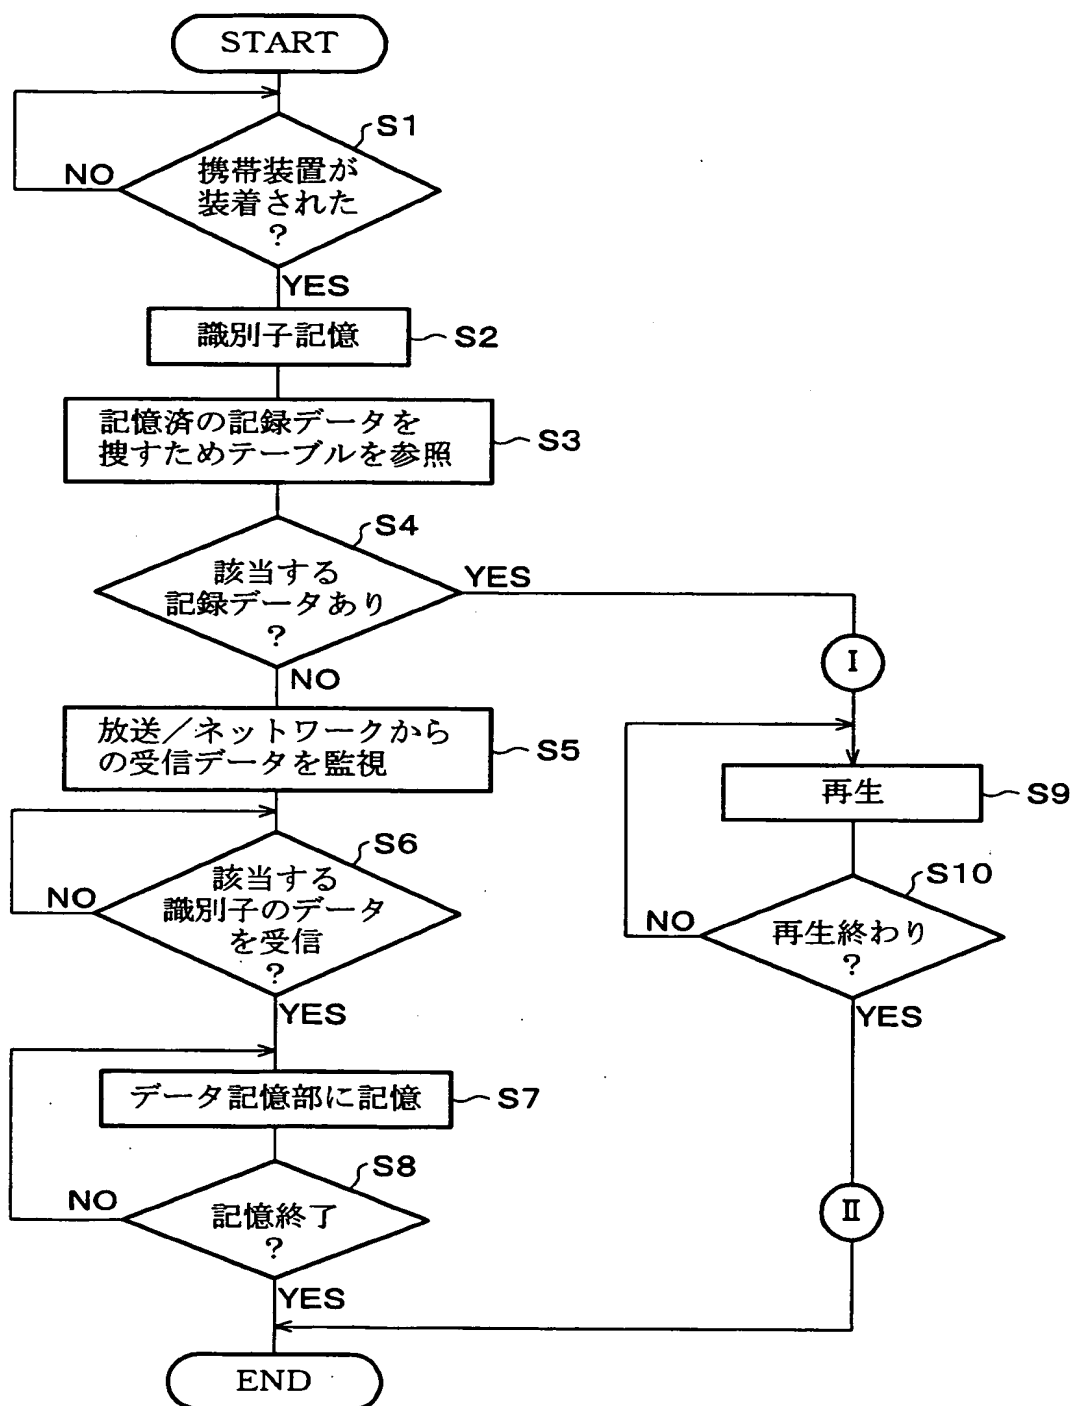 START
S1
NO
携帯装置が
装着された
?
YES
識別子記憶
S2
記憶済の記録データを
捜すためテーブルを参照
S3
S4
該当する
記録データあり
?
YES
NO
I
放送／ネットワークから
の受信データを監視
S5
再生
S9
S6
NO
該当する
識別子のデータ
を受信
?
YES
S10
NO
再生終わり
?
YES
データ記憶部に記憶
S7
S8
NO
記憶終了
?
YES
II
END